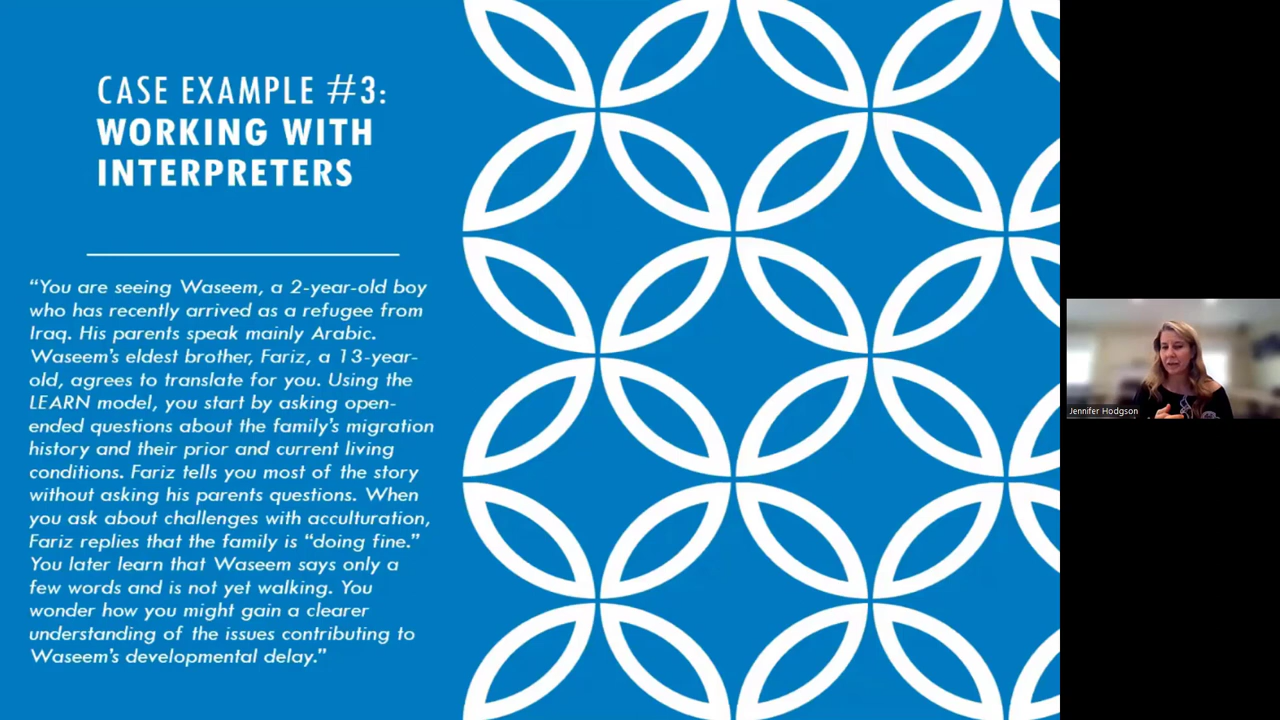 CASE EXAMPLE #3:
WORKING WITH
INTERPRETERS
“You are seeing Waseem, a 2-year-old boy
who has recently arrived as a refugee from
Iraq. His parents speak mainly Arabic.
Waseem’s eldest brother, Fariz, a 13-year-
old, agrees to translate for you. Using the
LEARN model, you start by asking open-
ended questions about the family's migration
history and their prior and current living
conditions. Fariz tells you most of the story
without asking his parents questions. When
you ask about challenges with acculturation,
Fariz replies that the family is “doing fine.”
You later learn that Waseem says only a
few words and is not yet walking. You
wonder how you might gain a clearer
understanding of the issues contributing to
Waseem’s developmental delay.”
Jennifer Hodgson